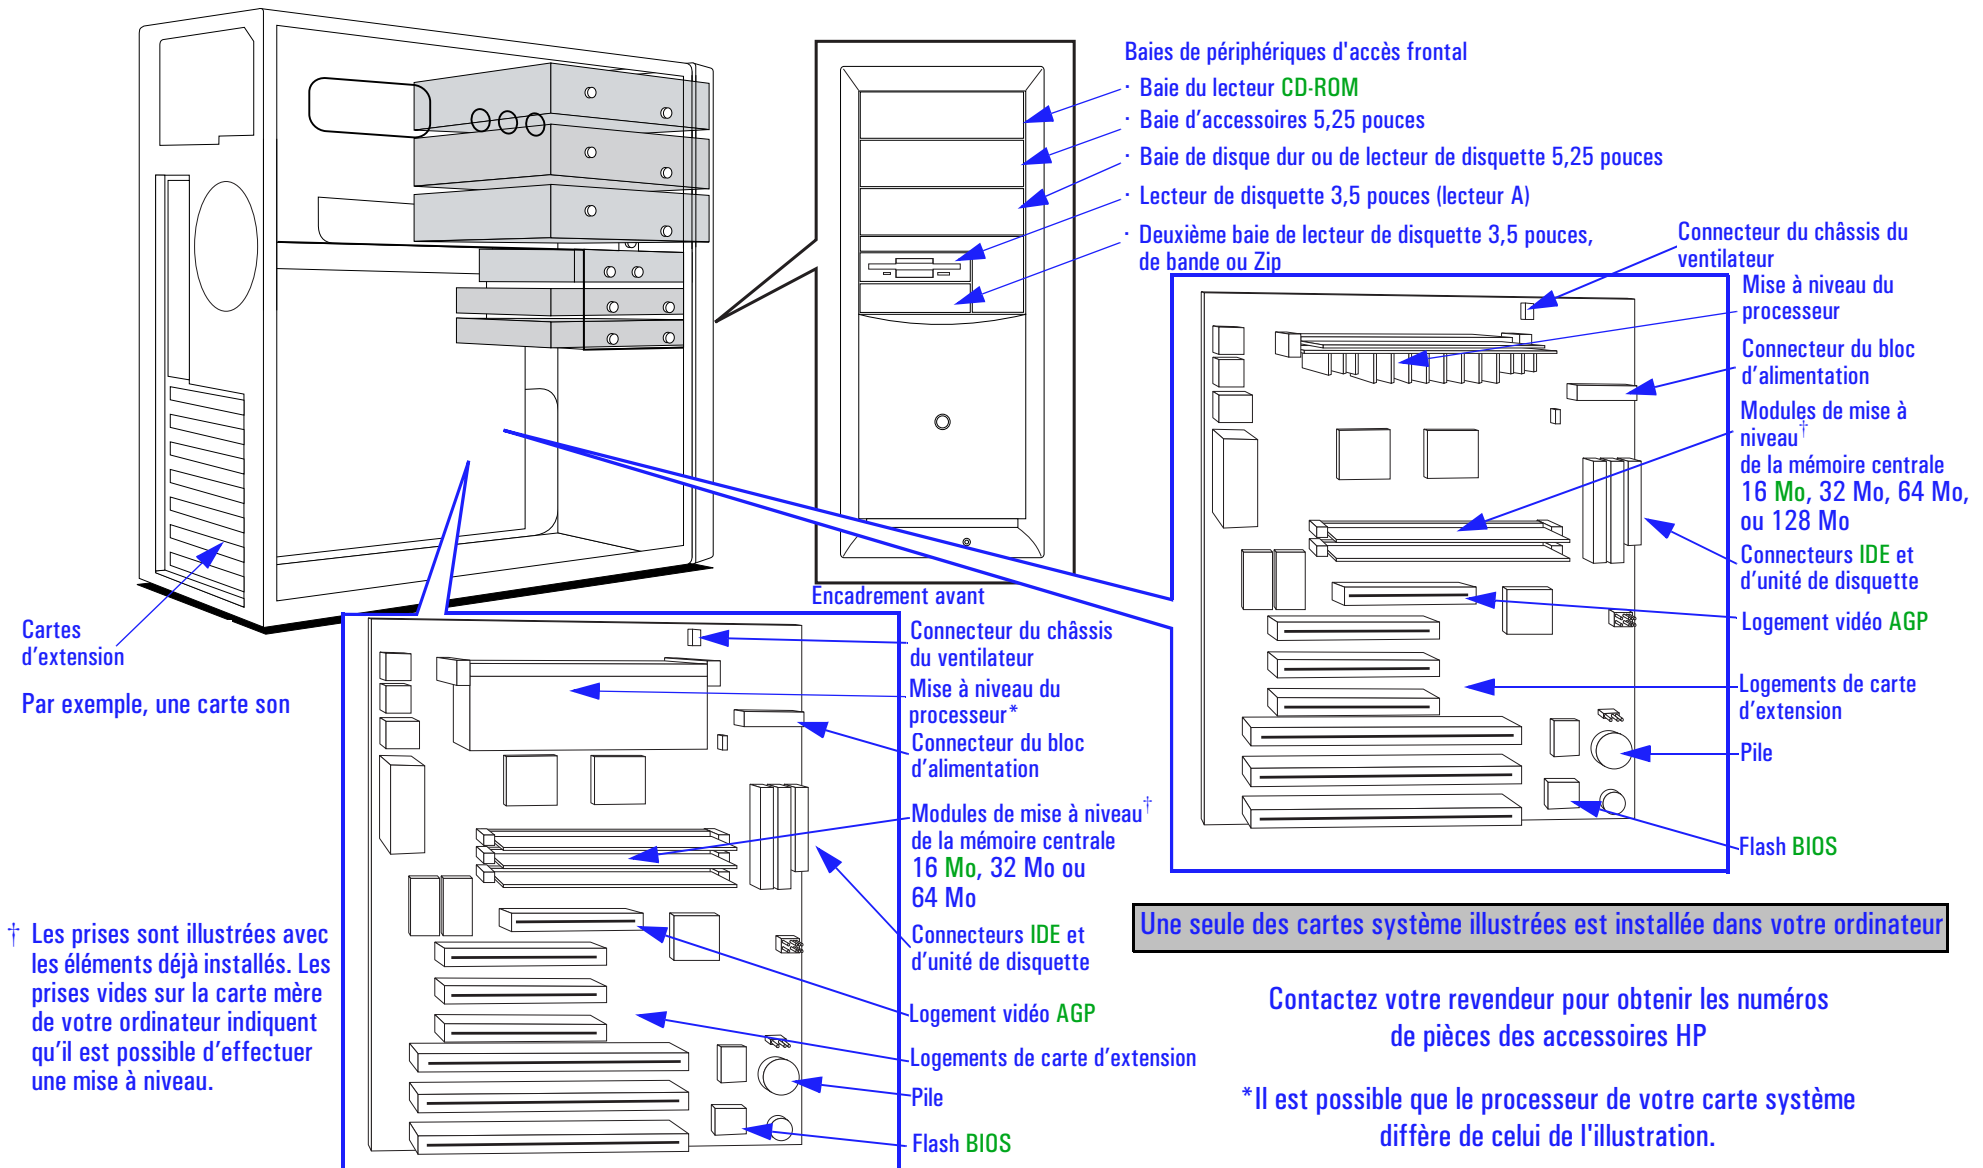 Baies de périphériques d'accès frontal
· Baie du lecteur CD-ROM
· Baie d’accessoires 5,25 pouces
· Baie de disque dur ou de lecteur de disquette 5,25 pouces
· Lecteur de disquette 3,5 pouces (lecteur A)
· Deuxième baie de lecteur de disquette 3,5 pouces,
de bande ou Zip
Encadrement avant
Connecteur du châssis du
ventilateur
Mise à niveau du
processeur
Connecteur du bloc
d’alimentation
Modules de mise à
niveau†
de la mémoire centrale
16 Mo, 32 Mo, 64 Mo,
ou 128 Mo
Connecteurs IDE et
d’unité de disquette
Logement vidéo AGP
Logements de carte
d’extension
Pile
Flash BIOS
Cartes
d’extension
Par exemple, une carte son
Connecteur du châssis
du ventilateur
Mise à niveau du
processeur*
Connecteur du bloc
d’alimentation
Modules de mise à niveau†
de la mémoire centrale
16 Mo, 32 Mo ou
64 Mo
Connecteurs IDE et
d’unité de disquette
Logement vidéo AGP
Logements de carte d’extension
Pile
Flash BIOS
† Les prises sont illustrées avec
les éléments déjà installés. Les
prises vides sur la carte mère
de votre ordinateur indiquent
qu’il est possible d’effectuer
une mise à niveau.
Une seule des cartes système illustrées est installée dans votre ordinateur
Contactez votre revendeur pour obtenir les numéros
de pièces des accessoires HP
*Il est possible que le processeur de votre carte système
diffère de celui de l'illustration.